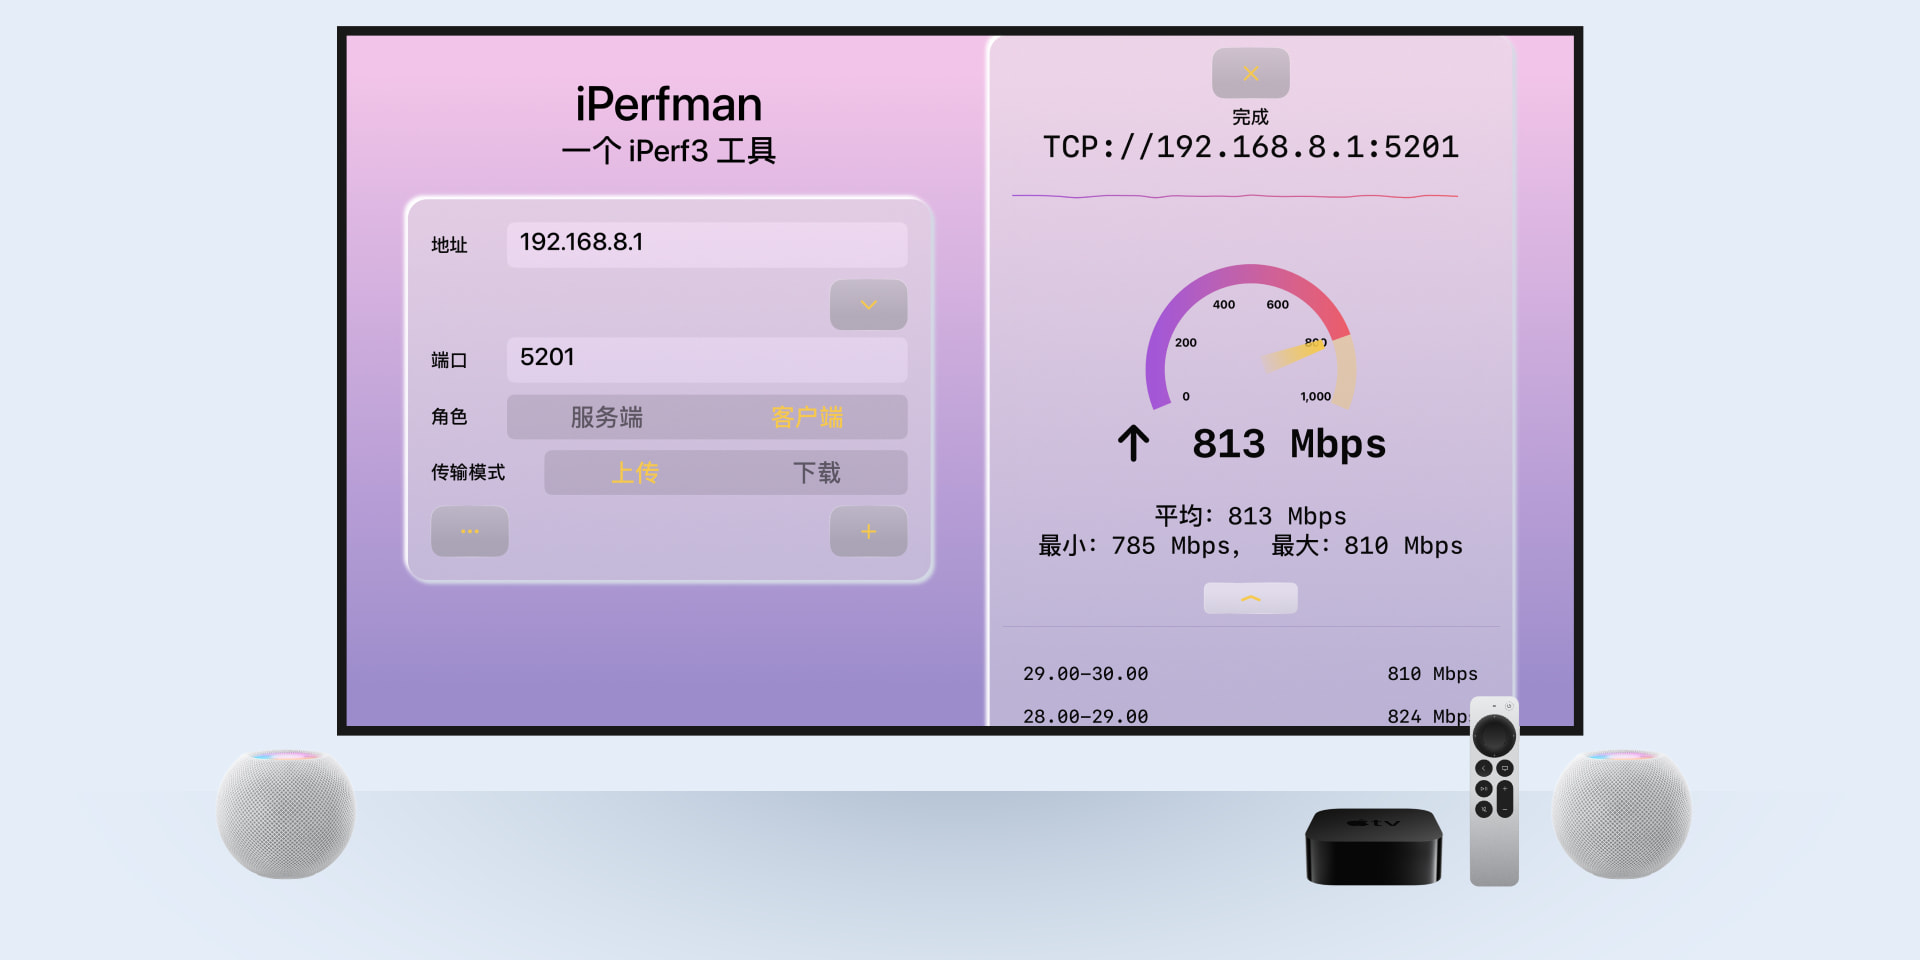 iPerfman
一个 iPerf3 工具
地址
192.168.8.1
端口
5201
角色
服务端
客户端
传输模式
上传
下载
完成
TCP://192.168.8.1:5201
0
200
400
600
800
1,000
813 Mbps
平均: 813 Mbps
最小: 785 Mbps, 最大: 810 Mbps
29.00-30.00 810 Mbps
28.00-29.00 824 Mbps
tv